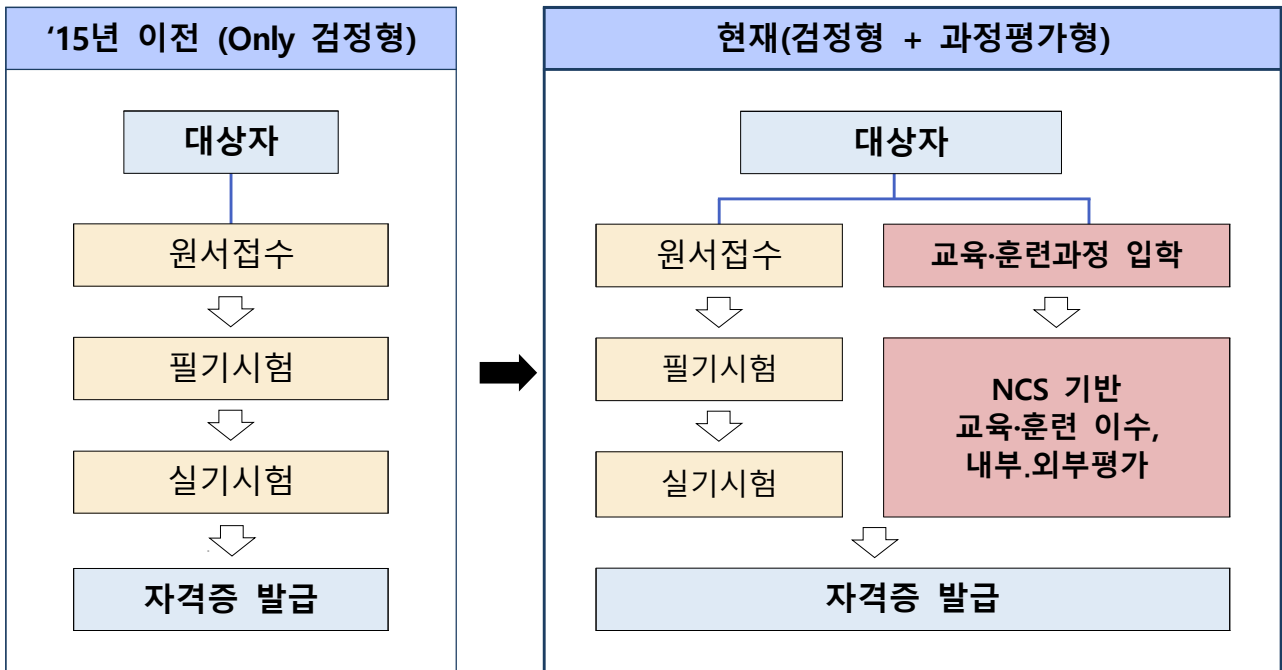 ‘15년 이전 (Only 검정형)
대상자
원서접수
필기시험
실기시험
자격증 발급
현재(검정형 + 과정평가형)
대상자
원서접수
필기시험
실기시험
교육·훈련과정 입학
NCS 기반
교육·훈련 이수,
내부.외부평가
자격증 발급